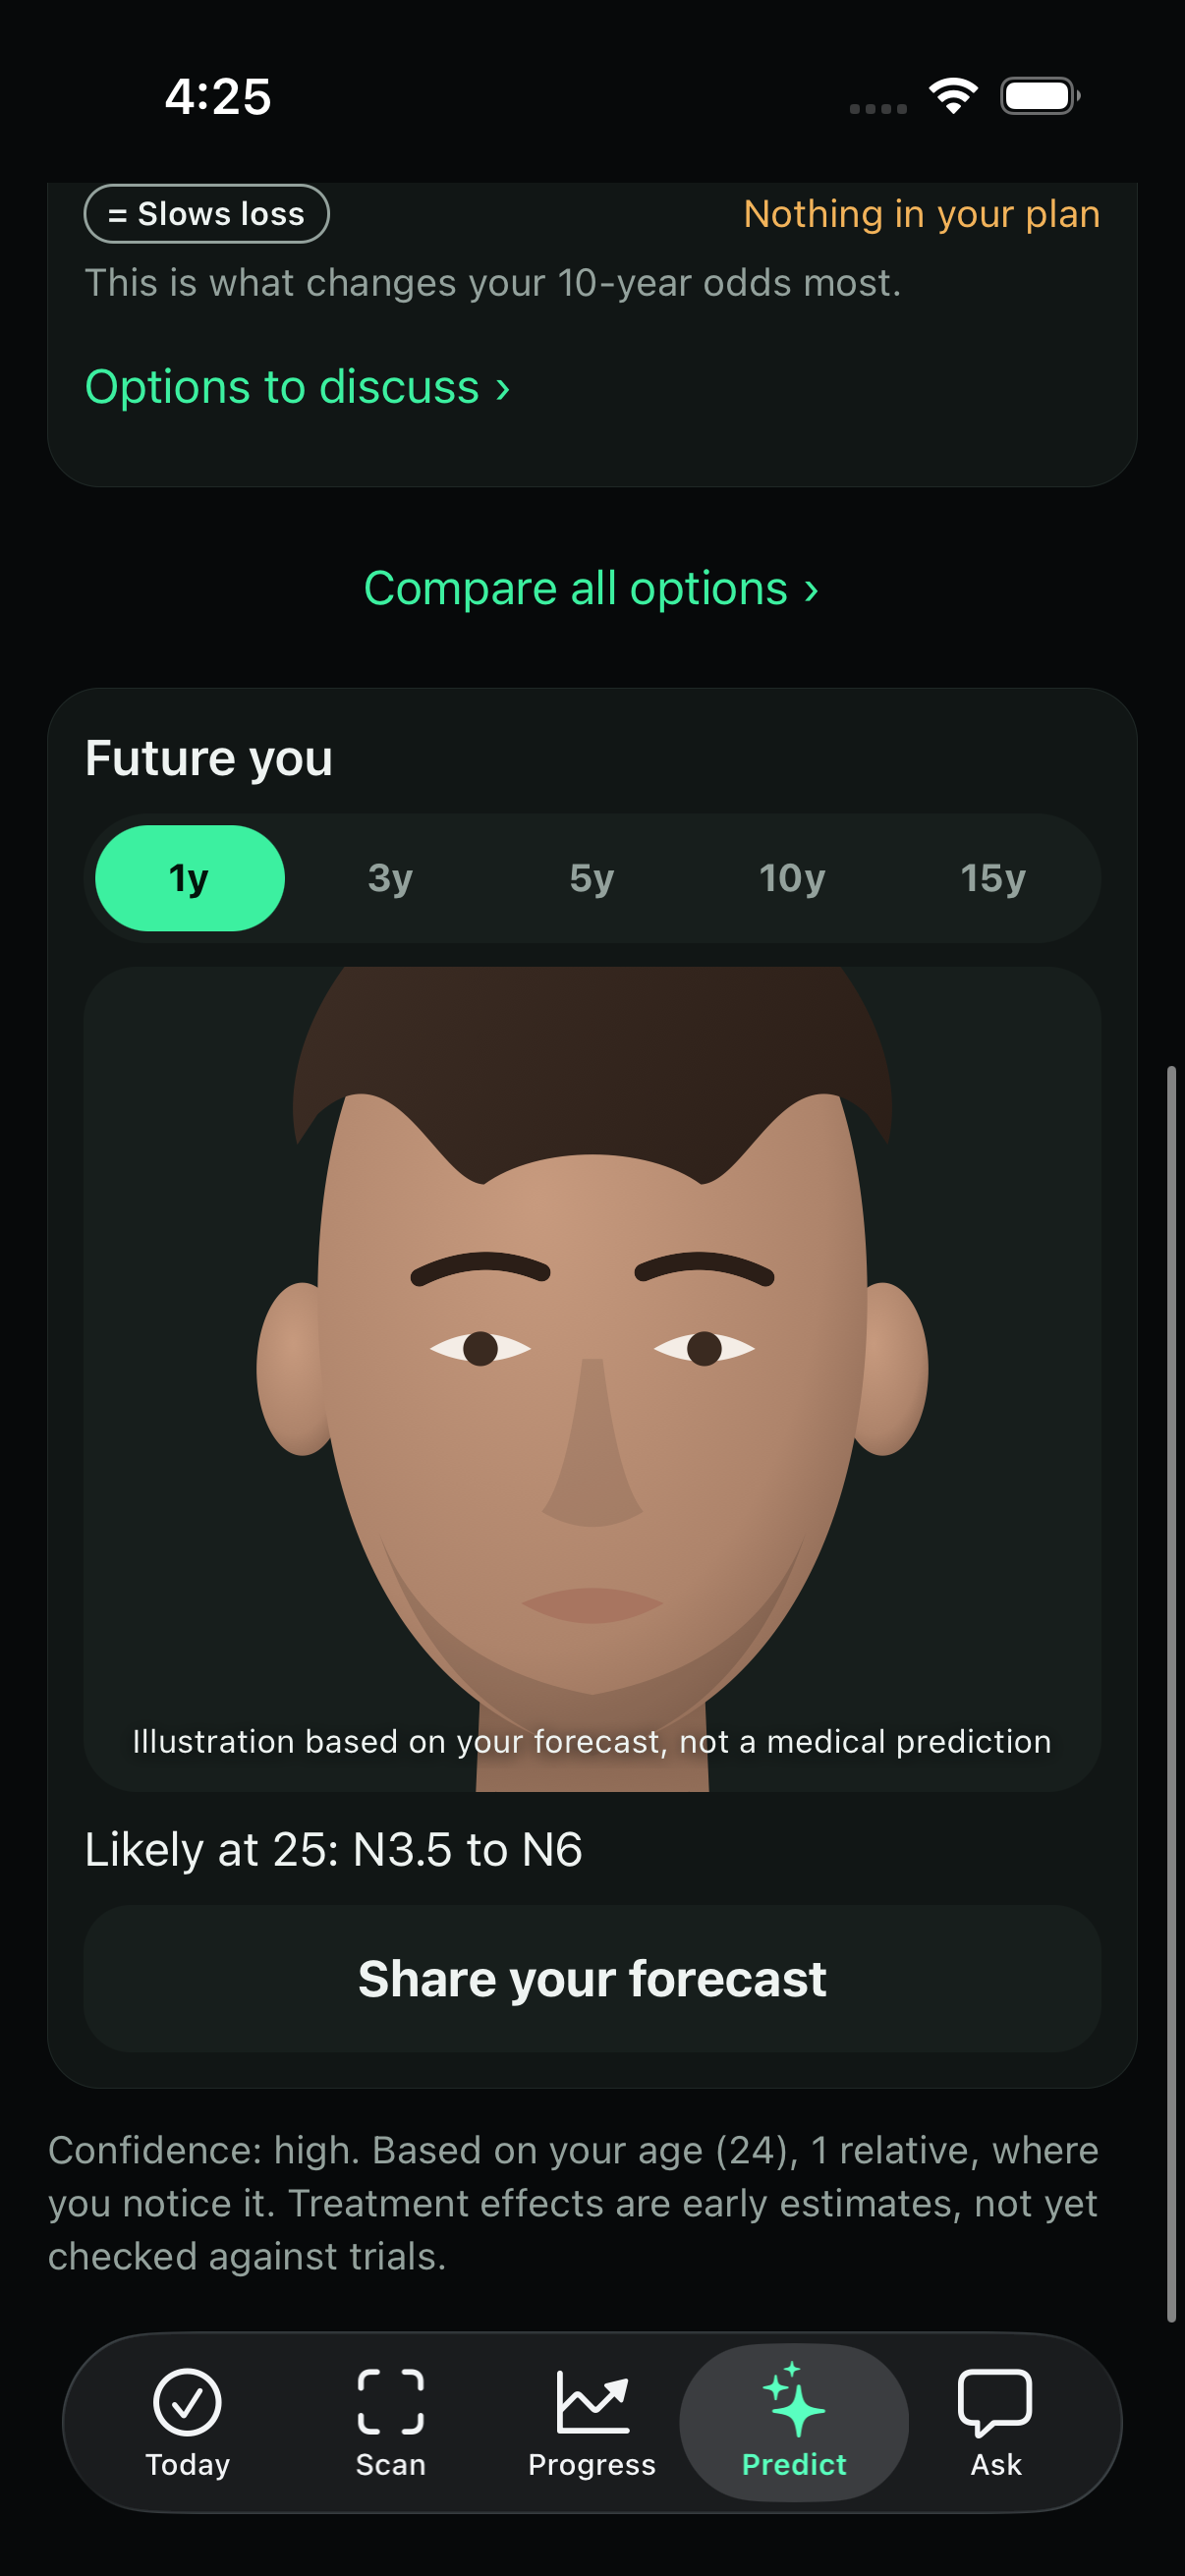 4:25
= Slows loss
Nothing in your plan
This is what changes your 10-year odds most.
Options to discuss ›
Compare all options ›
Future you
1y 3y 5y 10y 15y
Illustration based on your forecast, not a medical prediction
Likely at 25: N3.5 to N6
Share your forecast
Confidence: high. Based on your age (24), 1 relative, where
you notice it. Treatment effects are early estimates, not yet
checked against trials.
Today Scan Progress Predict Ask